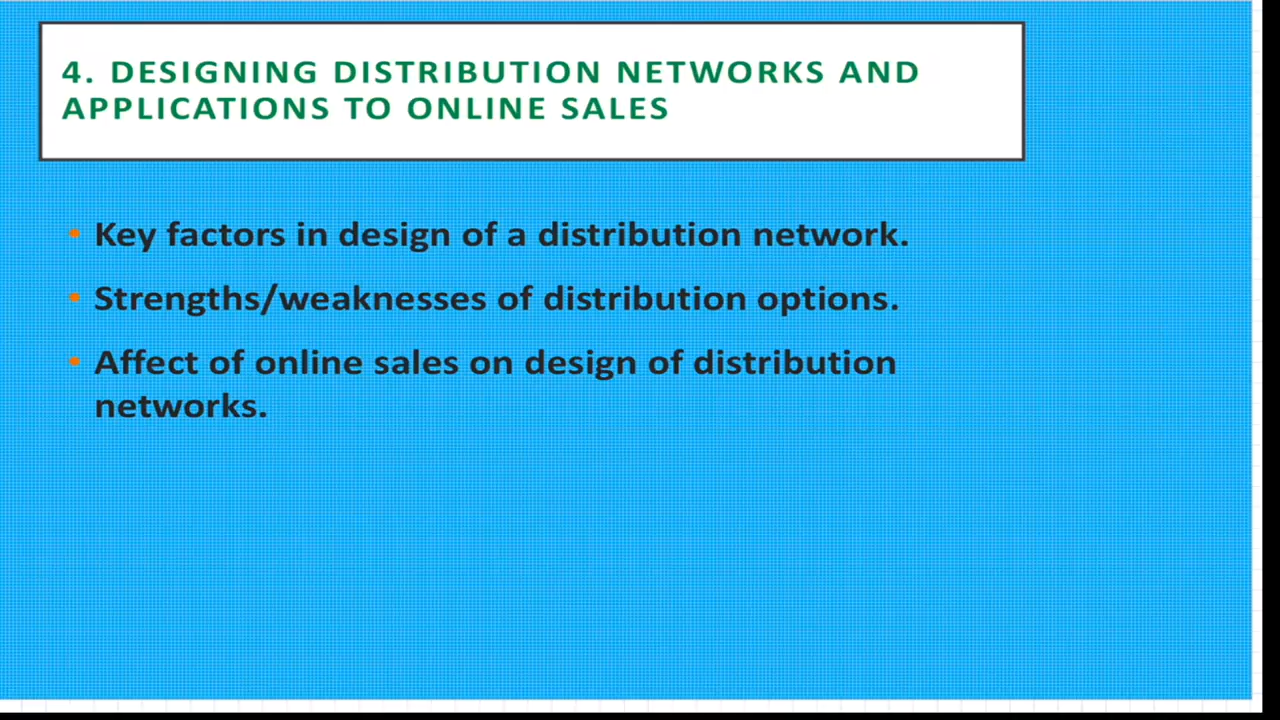 4. DESIGNING DISTRIBUTION NETWORKS AND
APPLICATIONS TO ONLINE SALES
• Key factors in design of a distribution network.
• Strengths/weaknesses of distribution options.
• Affect of online sales on design of distribution
networks.